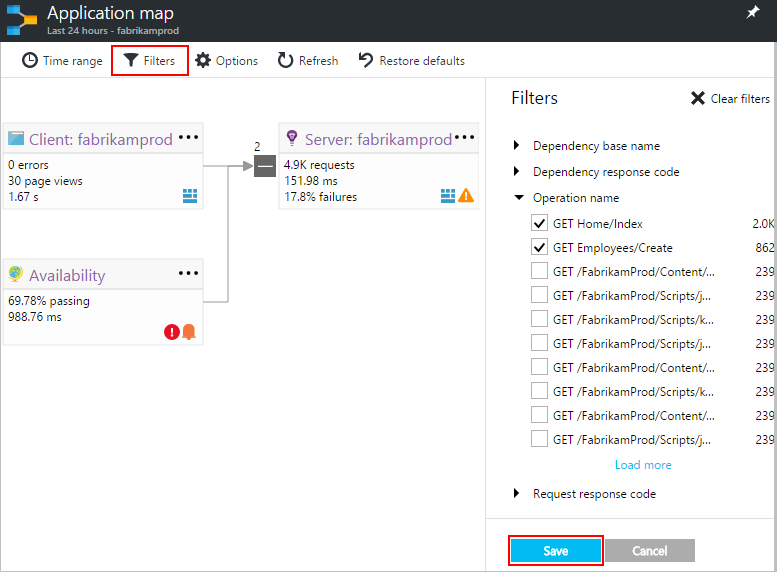 Application map
Last 24 hours - fabrikamprod
Time range
Filters
Options
Refresh
Restore defaults
Client: fabrikamprod
0 errors
30 page views
1.67 s
2
Server: fabrikamprod
4.9K requests
151.98 ms
17.8% failures
Availability
69.78% passing
988.76 ms
Filters
Clear filters
Dependency base name
Dependency response code
Operation name
GET Home/Index 2.0K
GET Employees/Create 862
GET /FabrikamProd/Content/... 239
GET /FabrikamProd/Scripts/j... 239
GET /FabrikamProd/Scripts/k... 239
GET /FabrikamProd/Scripts/j... 239
GET /FabrikamProd/Content/... 239
GET /FabrikamProd/Scripts/k... 239
GET /FabrikamProd/Content/... 239
GET /FabrikamProd/Scripts/j... 239
Load more
Request response code
Save
Cancel